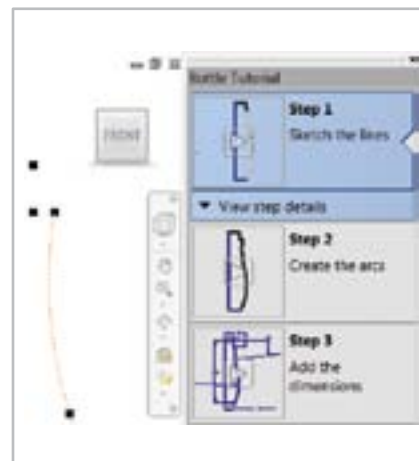 Bottle Tutorial
FRONT
Step 1
Sketch the lines
View step details
Step 2
Create the arcs
Step 3
Add the
dimensions